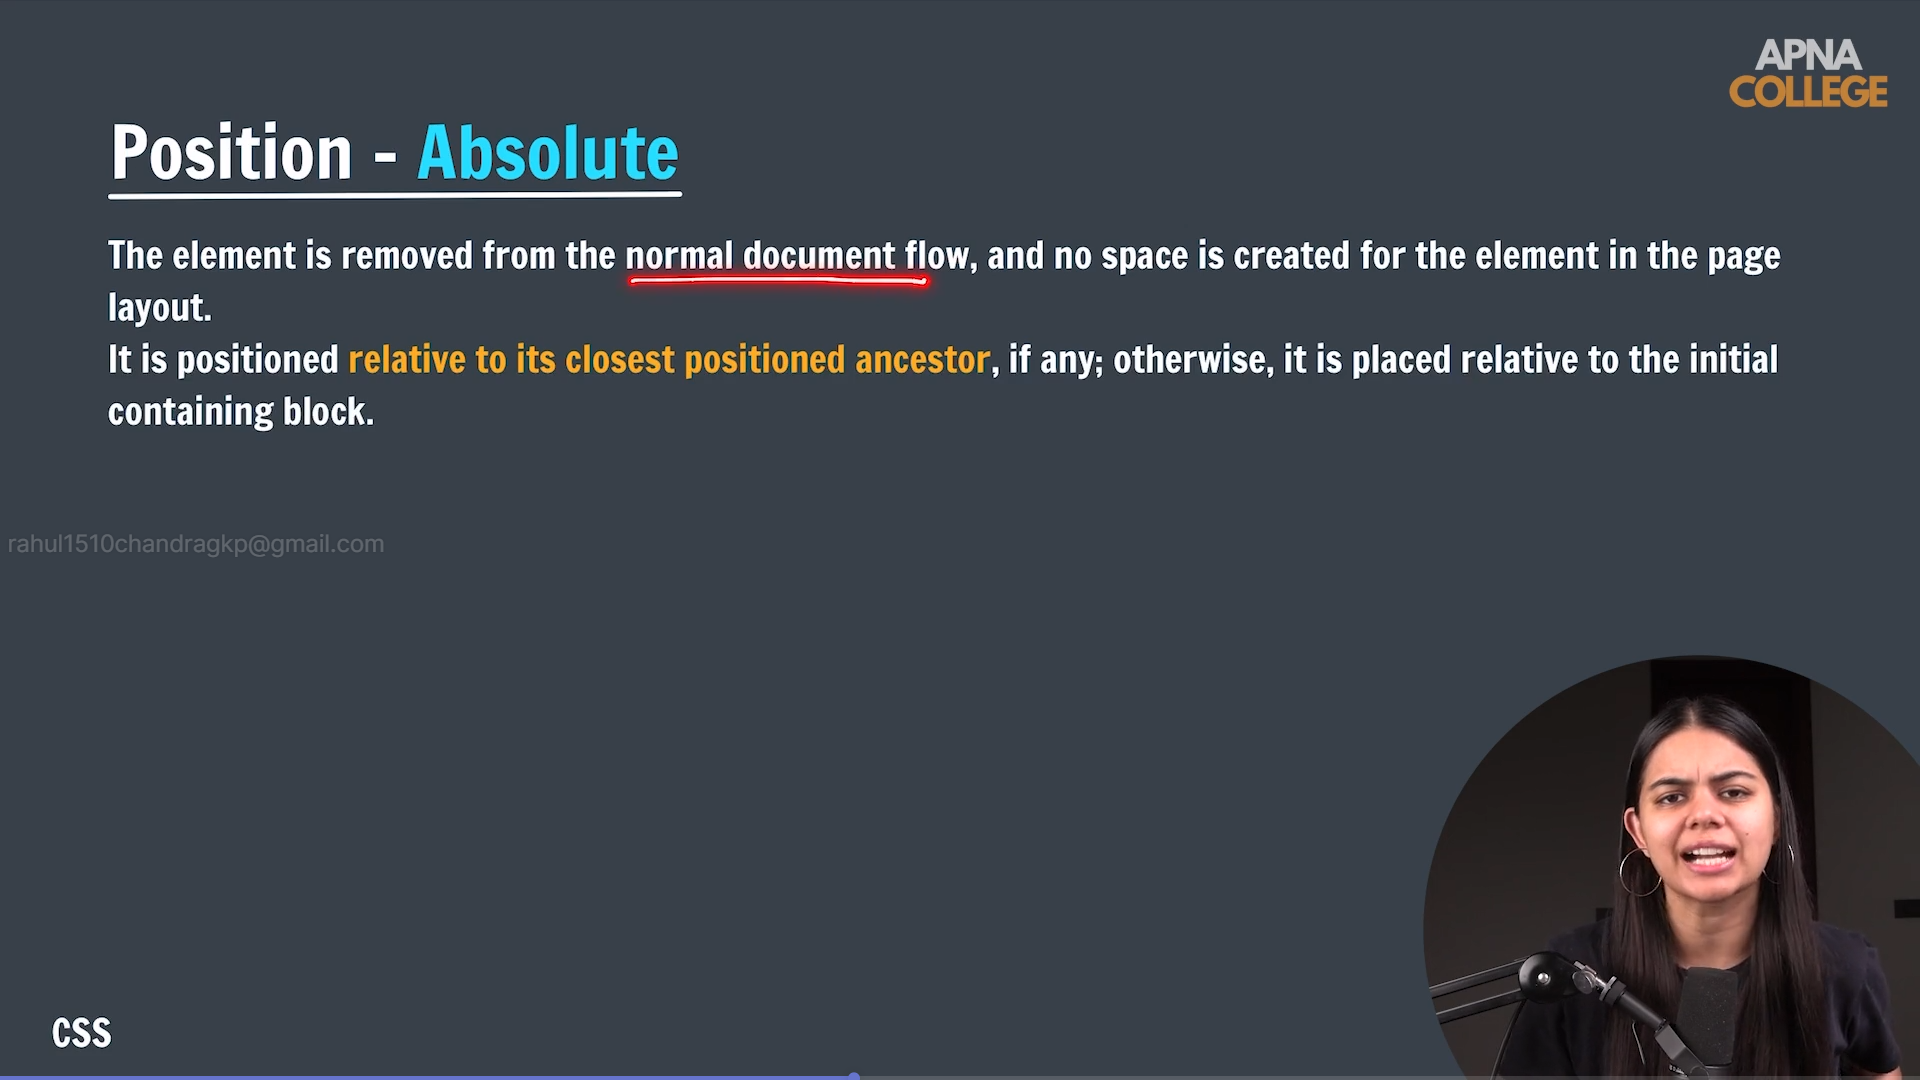 APNA
COLLEGE
Position - Absolute
The element is removed from the normal document flow, and no space is created for the element in the page
layout.
It is positioned relative to its closest positioned ancestor, if any; otherwise, it is placed relative to the initial
containing block.
rahul1510chandragkp@gmail.com
CSS